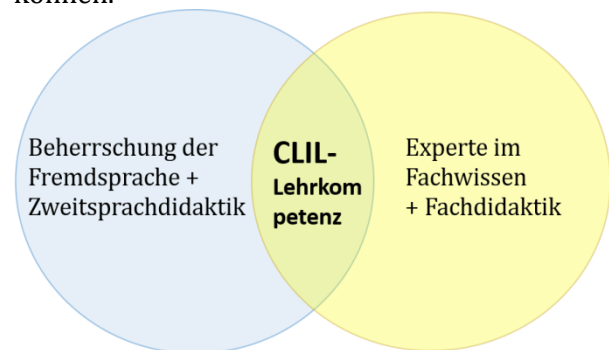 können.
Beherrschung der
Fremdsprache +
Zweitsprachdidaktik
CLIL-
Lehrkom
petenz
Experte im
Fachwissen
+ Fachdidaktik